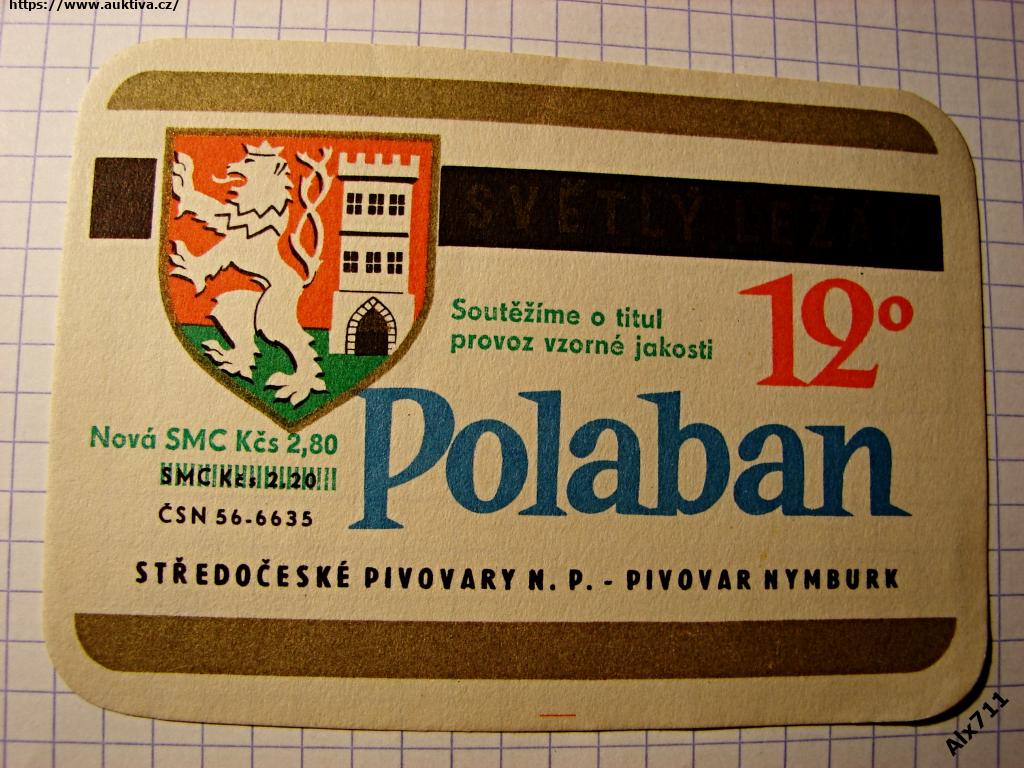 https://www.auktiva.cz/
SVĚTLÝ LEŽÁK
12°
Soutěžíme o titul
provoz vzorné jakosti
Polaban
Nová SMC Kčs 2,80
SMC Kčs 2,20
ČSN 56-6635
STŘEDOČESKÉ PIVOVARY N. P. - PIVOVAR NYMBURK
Alx711